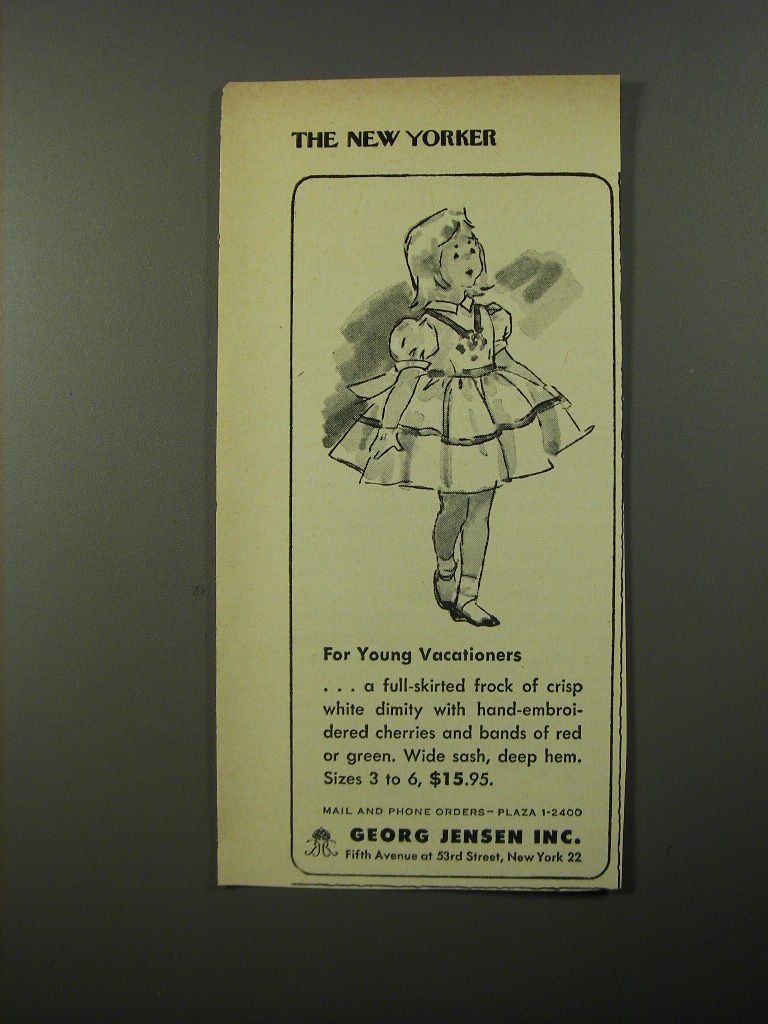 THE NEW YORKER
For Young Vacationers
. . . a full-skirted frock of crisp
white dimity with hand-embroi-
dered cherries and bands of red
or green. Wide sash, deep hem.
Sizes 3 to 6, $15.95.
MAIL AND PHONE ORDERS— PLAZA 1-2400
GEORG JENSEN INC.
Fifth Avenue at 53rd Street, New York 22